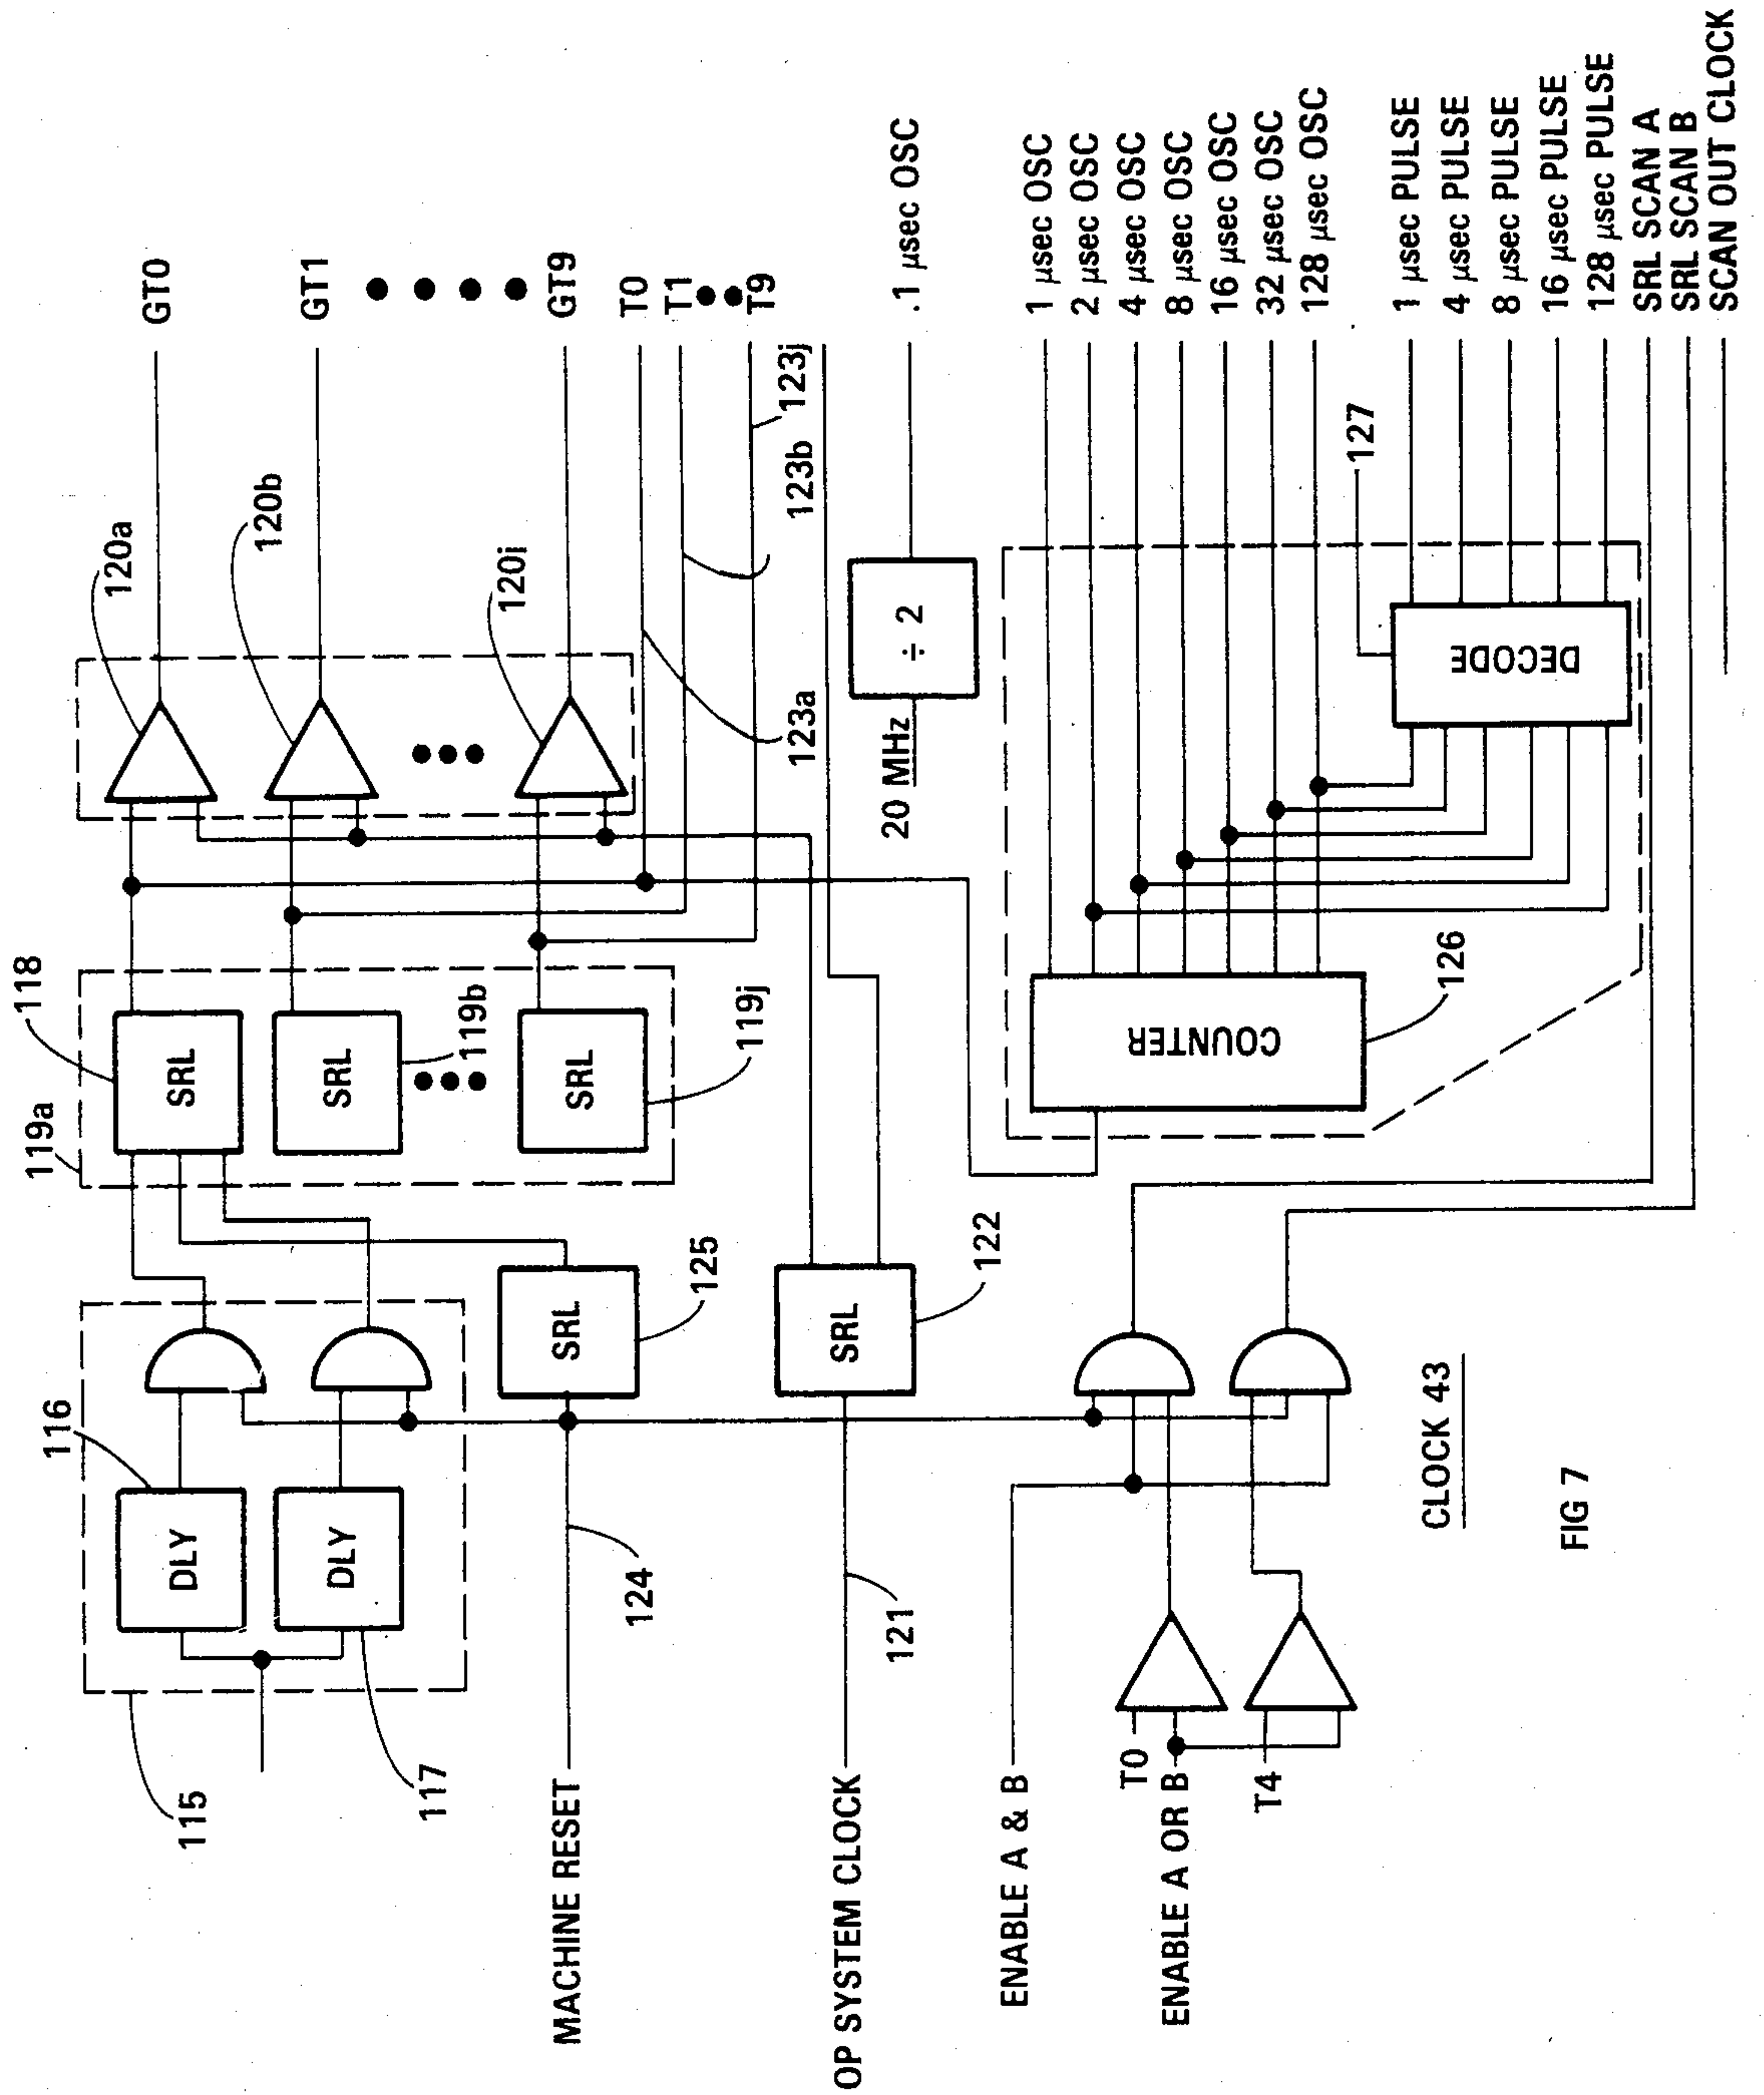 119a
118
SRL
SRL
119b
SRL
119j
115
116
DLY
DLY
117
120a
120b
120i
GT0
GT1
GT9
T0
T1
T9
123a
123b
123j
MACHINE RESET
124
SRL
125
OP SYSTEM CLOCK
121
SRL
122
20 MHz
÷ 2
.1 μsec OSC
COUNTER
126
1 μsec OSC
2 μsec OSC
4 μsec OSC
8 μsec OSC
16 μsec OSC
32 μsec OSC
128 μsec OSC
DECODE
127
1 μsec PULSE
4 μsec PULSE
8 μsec PULSE
16 μsec PULSE
128 μsec PULSE
SRL SCAN A
SRL SCAN B
SCAN OUT CLOCK
ENABLE A & B
T0
ENABLE A OR B
T4
CLOCK 43
FIG 7